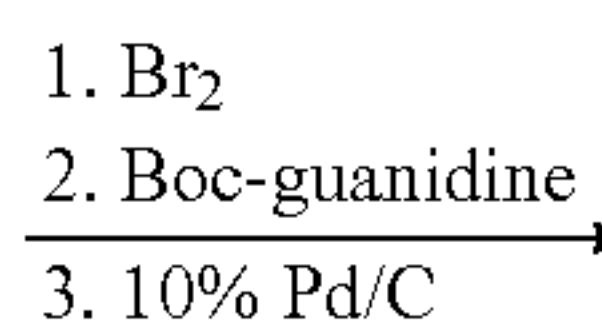 1. Br₂
2. Boc-guanidine
3. 10% Pd/C